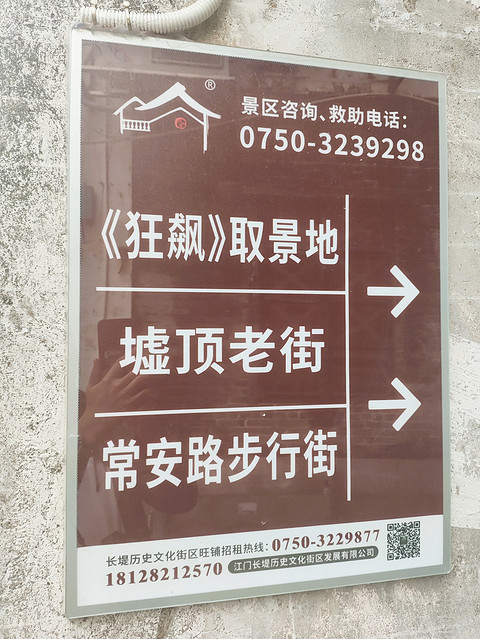 ®
景区咨询、救助电话：
0750-3239298
《狂飙》取景地
墟顶老街
常安路步行街
长堤历史文化街区旺铺招租热线：0750-3229877
18128212570 江门长堤历史文化街区发展有限公司